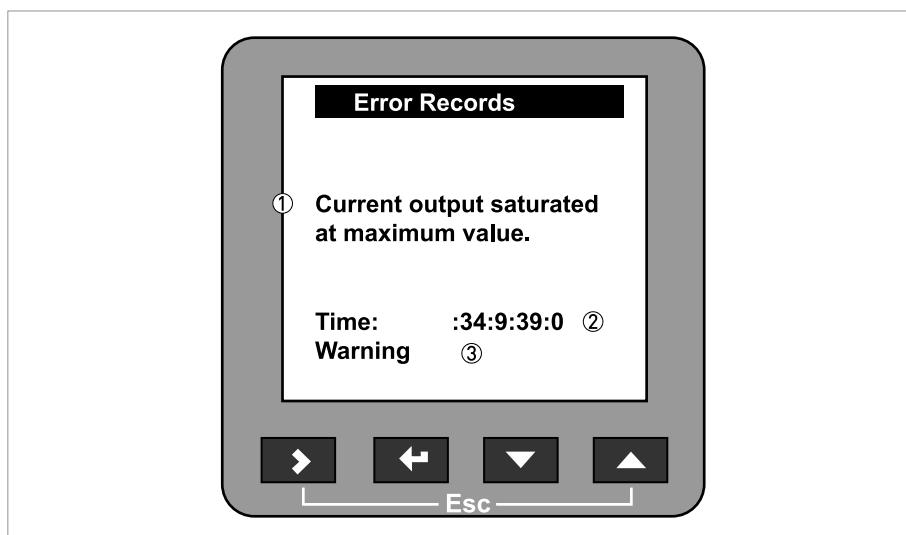 Error Records
① Current output saturated
at maximum value.
Time: :34:9:39:0 ②
Warning ③
Esc